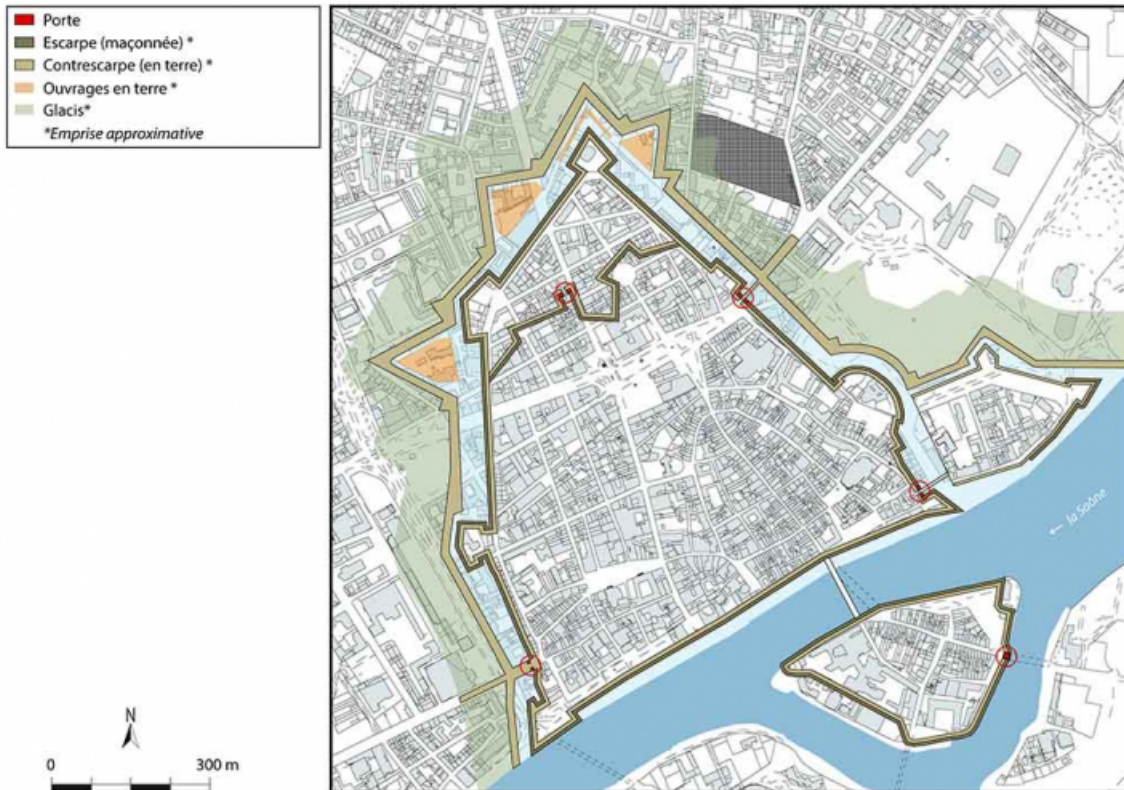 Porte
Escarpe (maçonnée) *
Contrescarpe (en terre) *
Ouvrages en terre *
Glacis*
*Emprise approximative
← la Saône
N
0 300 m